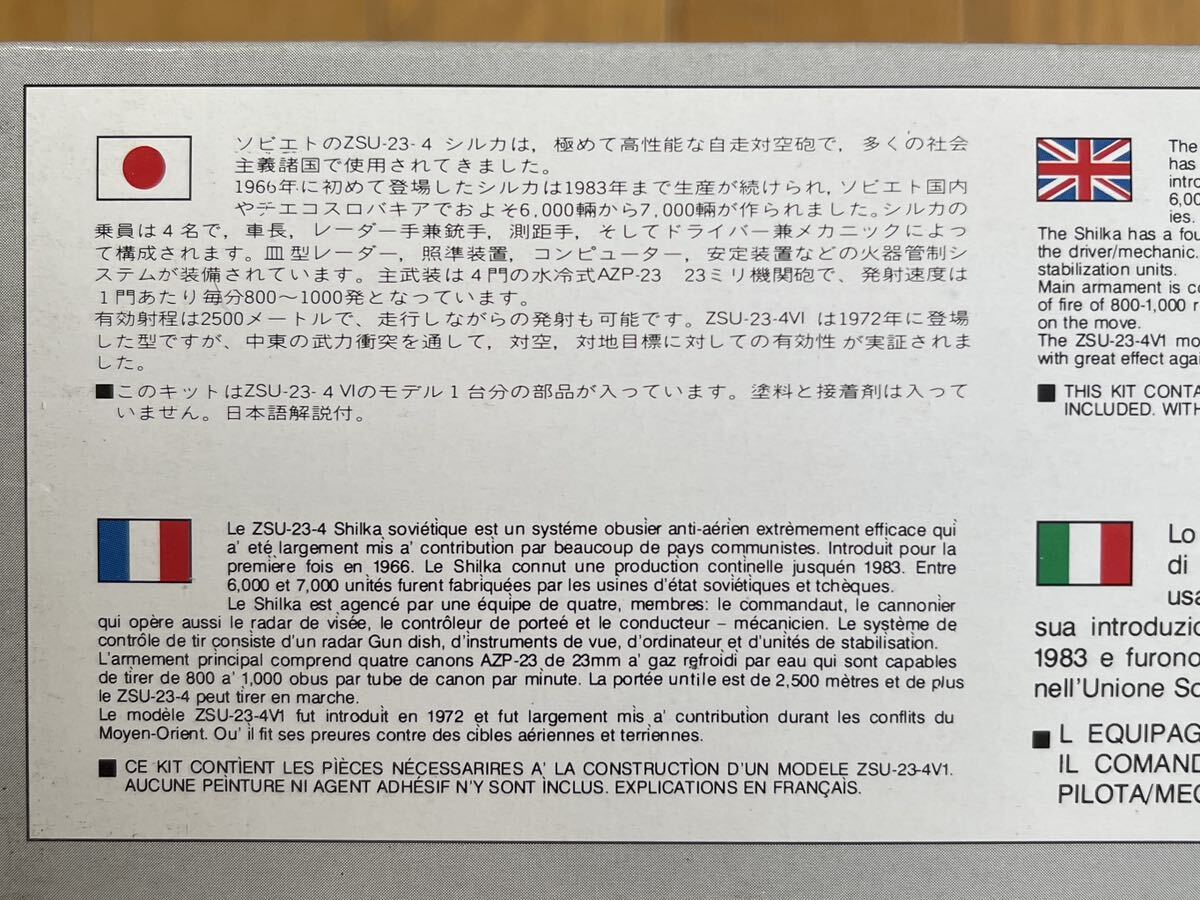 ソビエトのZSU-23-4 シルカは，極めて高性能な自走対空砲で，多くの社会
主義諸国で使用されてきました。
1966年に初めて登場したシルカは1983年まで生産が続けられ，ソビエト国内
やチエコスロバキアでおよそ6,000輌から7,000輌が作られました。シルカの
乗員は4名で，車長，レーダー手兼銃手，測距手，そしてドライバー兼メカニックによっ
て構成されます。皿型レーダー，照準装置，コンピューター，安定装置などの火器管制シ
ステムが装備されています。主武装は4門の水冷式AZP-23 23ミリ機関砲で、発射速度は
1門あたり毎分800〜1000発となっています。
有効射程は2500メートルで、走行しながらの発射も可能です。ZSU-23-4VI は1972年に登場
した型ですが、中東の武力衝突を通して，対空，対地目標に対しての有効性が実証されま
した。
■このキットはZSU-23-4VIのモデル1台分の部品が入っています。塗料と接着剤は入って
いません。日本語解説付。
Le ZSU-23-4 Shilka soviétique est un systéme obusier anti-aérien extrèmement efficace qui
a' eté largement mis a' contribution par beaucoup de pays communistes. Introduit pour la
première fois en 1966. Le Shilka connut une production continelle jusquén 1983. Entre
6,000 et 7,000 unités furent fabriquées par les usines d'état soviétiques et tchèques.
Le Shilka est agencé par une équipe de quatre, membres: le commandaut, le cannonier
qui opère aussi le radar de visée, le contrôleur de porteé et le conducteur – mécanicien. Le système de
contrôle de tir consiste d'un radar Gun dish, d'instruments de vue, d'ordinateur et d'unités de stabilisation.
L'armement principal comprend quatre canons AZP-23 de 23mm a' gaz refroidi par eau qui sont capables
de tirer de 800 a' 1,000 obus par tube de canon par minute. La portée untile est de 2,500 mètres et de plus
le ZSU-23-4 peut tirer en marche.
Le modèle ZSU-23-4V1 fut introduit en 1972 et fut largement mis a' contribution durant les conflits du
Moyen-Orient. Ou' il fit ses preures contre des cibles aériennes et terriennes.
■ CE KIT CONTIENT LES PIÈCES NÉCESSARIRES A' LA CONSTRUCTION D'UN MODELE ZSU-23-4V1.
AUCUNE PEINTURE NI AGENT ADHÉSIF N'Y SONT INCLUS. EXPLICATIONS EN FRANÇAIS.
The
has
intro
6,00
ies.
The Shilka has a fou
the driver/mechanic.
stabilization units.
Main armament is co
of fire of 800-1,000 r
on the move.
The ZSU-23-4V1 mo
with great effect agai
■ THIS KIT CONTA
INCLUDED. WITH
Lo
di
usa
sua introduzio
1983 e furono
nell'Unione So
■ L EQUIPAG
IL COMAND
PILOTA/MEC